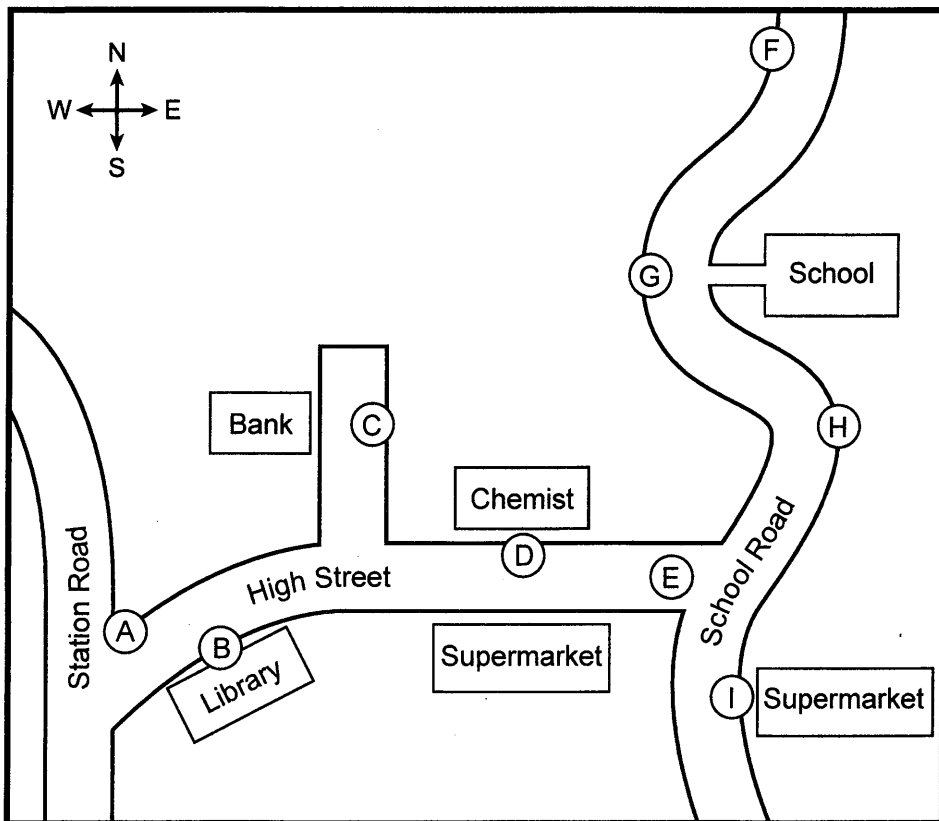 F
N
W E
S
G
School
Bank
C
H
Chemist
D
E
High Street
School Road
Station Road
A
B
Library
Supermarket
I
Supermarket